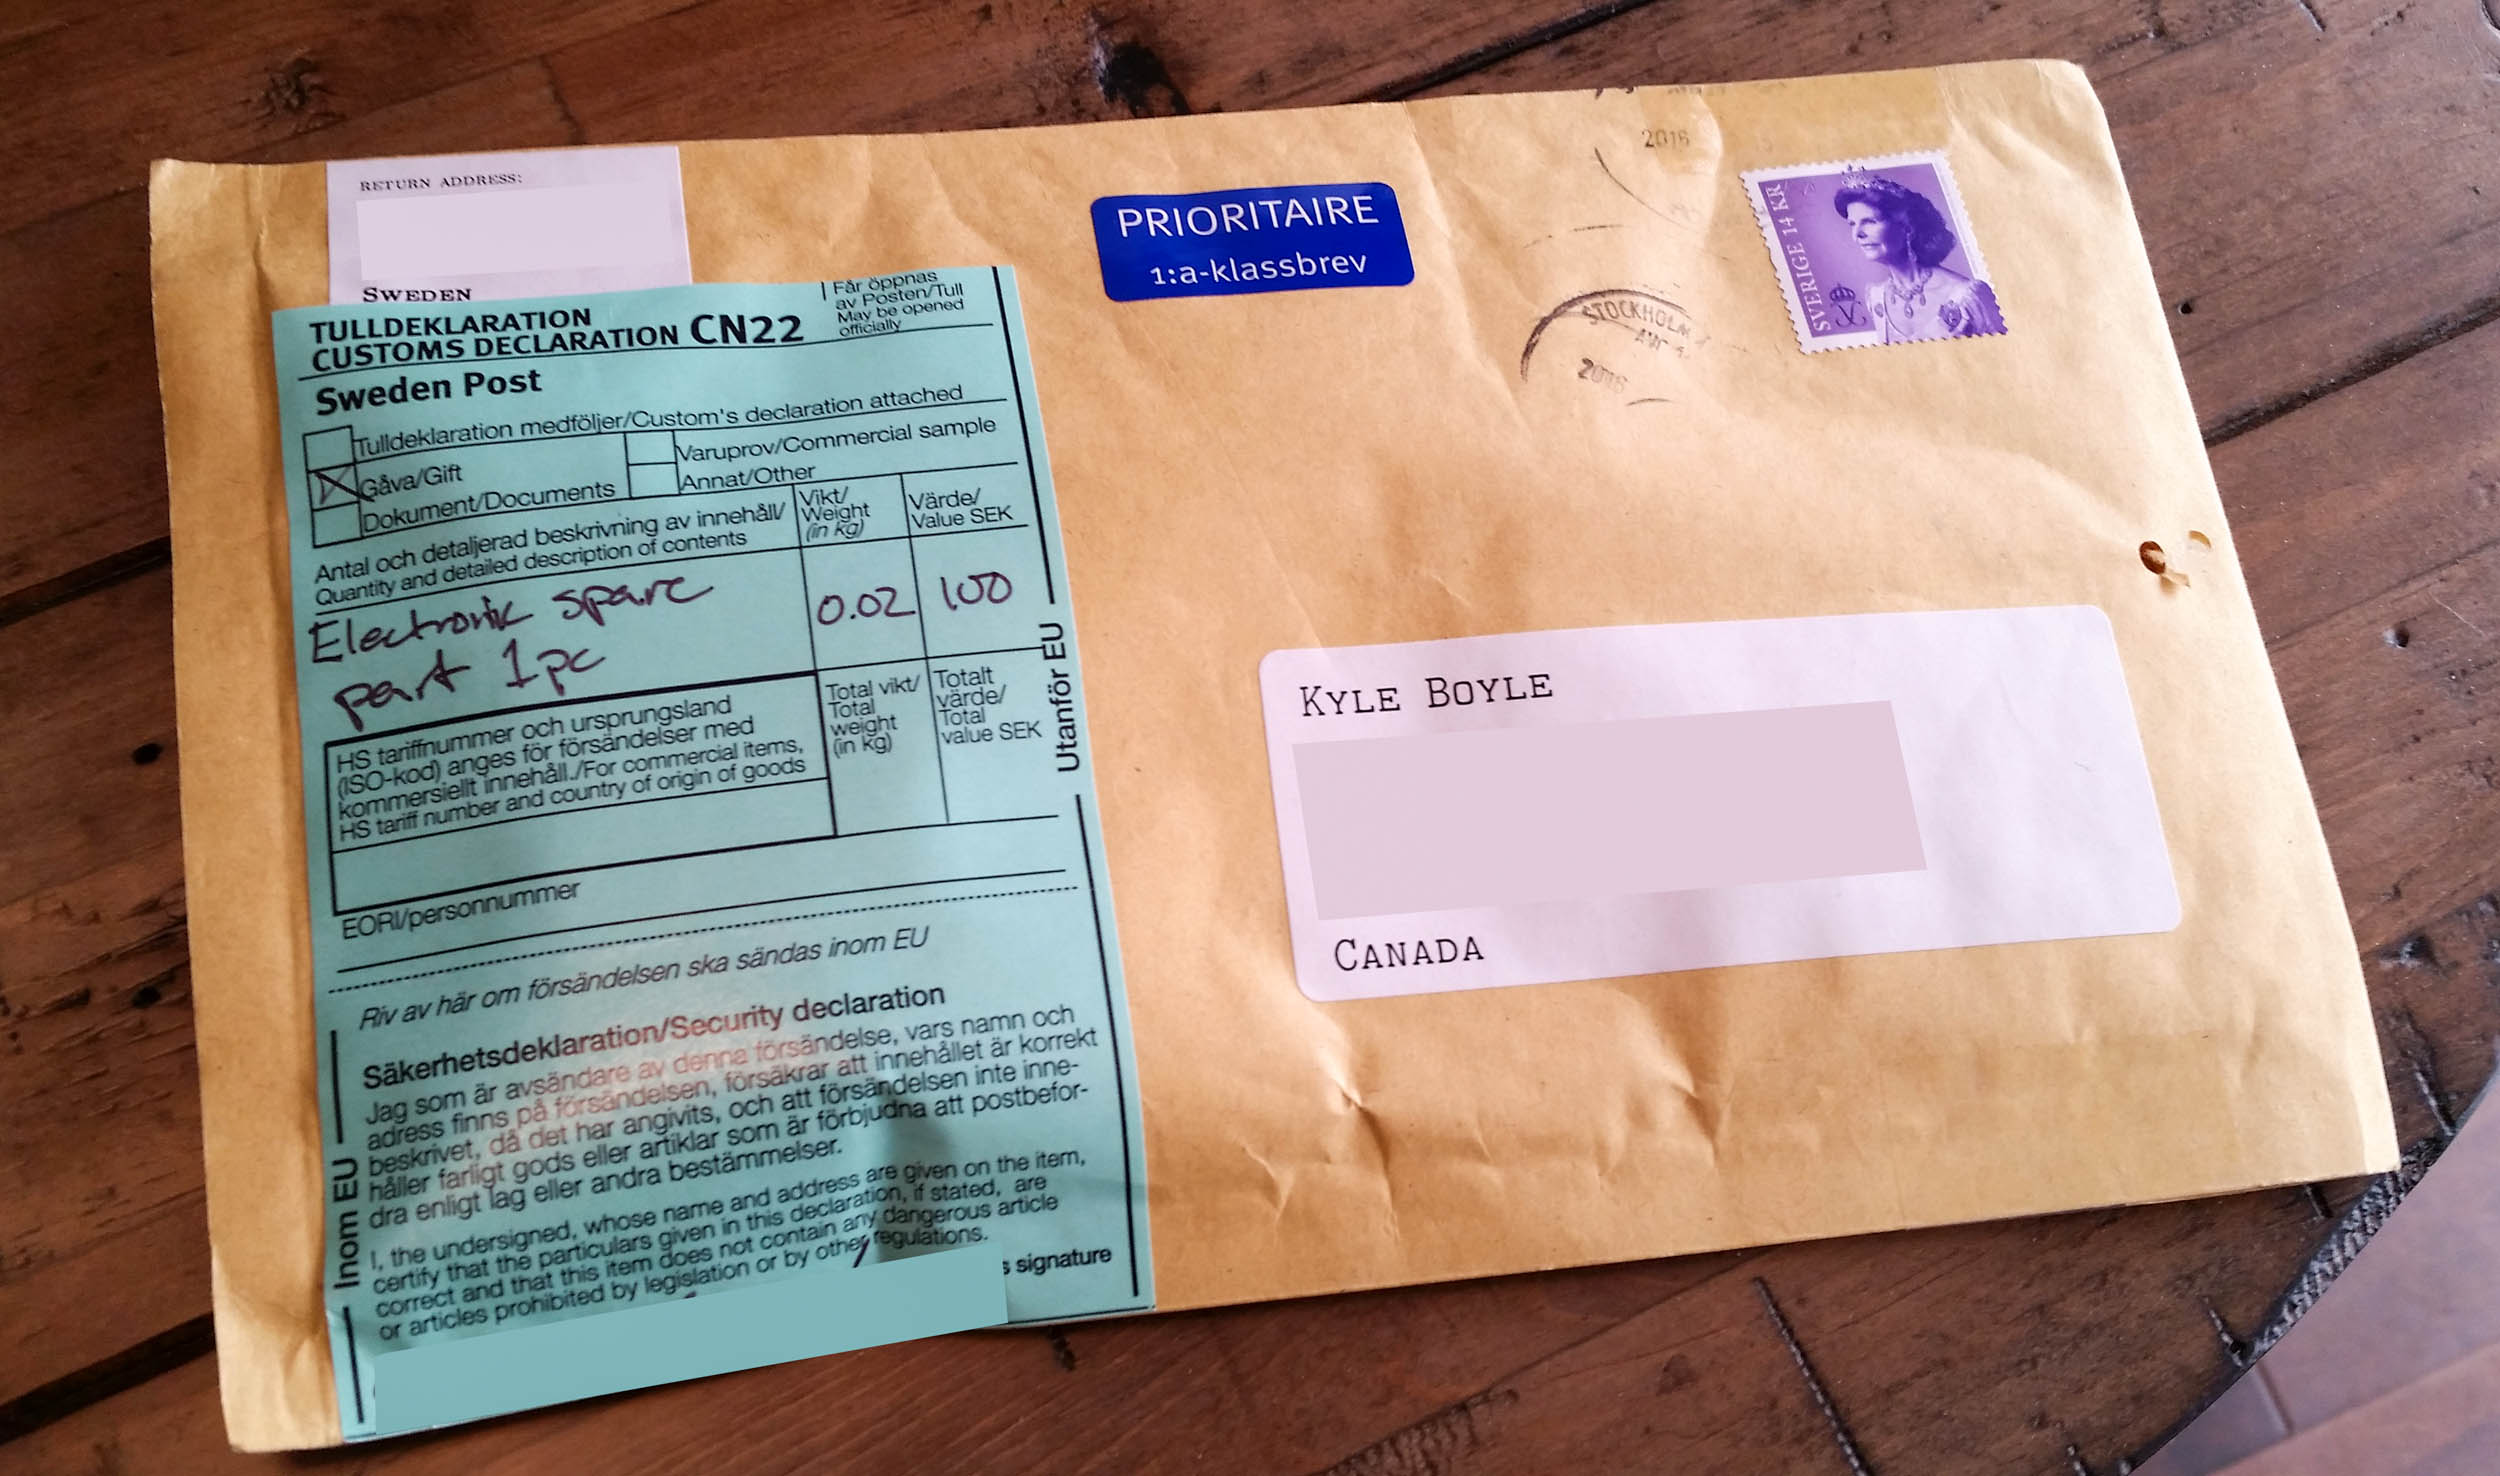 RETURN ADDRESS:
SWEDEN
TULLDEKLARATION
CUSTOMS DECLARATION CN22
Får öppnas
av Posten/Tull
May be opened
officially
Sweden Post
Tulldeklaration medföljer/Custom's declaration attached
Gåva/Gift
Varuprov/Commercial sample
Dokument/Documents
Annat/Other
Antal och detaljerad beskrivning av innehåll/
Quantity and detailed description of contents
Vikt/
Weight
(in kg)
Värde/
Value SEK
Electronic spare
part 1pc
0.02
100
HS tariffnummer och ursprungsland
(ISO-kod) anges för försändelser med
kommersiellt innehåll./For commercial items,
HS tariff number and country of origin of goods
Total vikt/
Total
weight
(in kg)
Totalt
värde/
Total
value SEK
Utanför EU
EORI/personnummer
Riv av här om försändelsen ska sändas inom EU
Säkerhetsdeklaration/Security declaration
Jag som är avsändare av denna försändelse, vars namn och
adress finns på försändelsen, försäkrar att innehållet är korrekt
beskrivet, då det har angivits, och att försändelsen inte inne-
håller farligt gods eller artiklar som är förbjudna att postbefor-
dra enligt lag eller andra bestämmelser.
I, the undersigned, whose name and address are given on the item,
certify that the particulars given in this declaration, if stated, are
correct and that this item does not contain any dangerous article
or articles prohibited by legislation or by other regulations.
signature
Inom EU
PRIORITAIRE
1:a-klassbrev
2016
STOCKHOLM
2016
SVERIGE 14 KR
KYLE BOYLE
CANADA